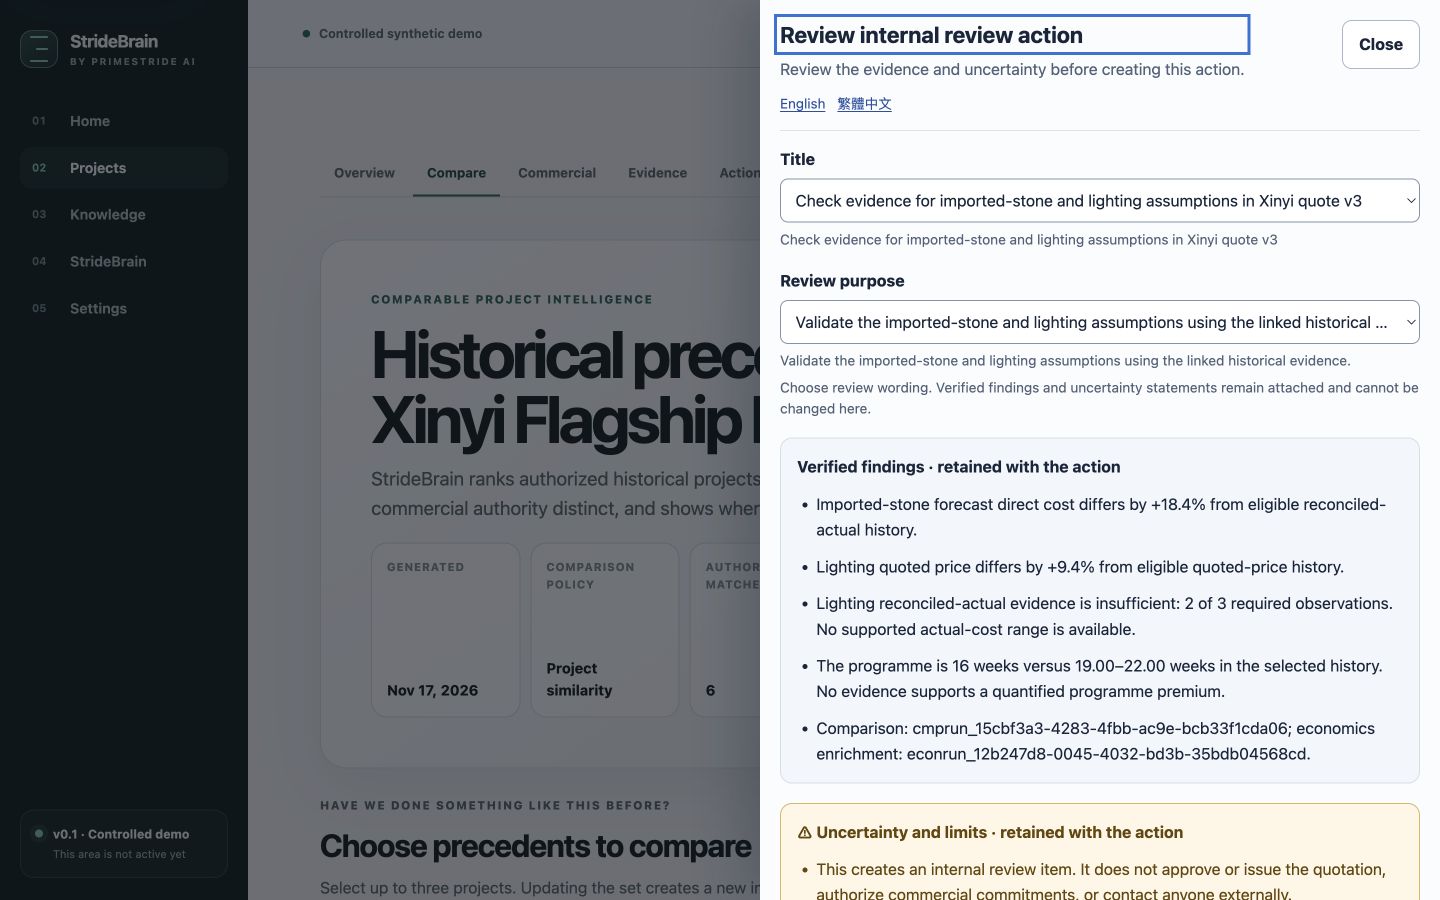 StrideBrain
BY PRIMESTRIDE AI
01 Home
02 Projects
03 Knowledge
04 StrideBrain
05 Settings
v0.1 · Controlled demo
This area is not active yet
Controlled synthetic demo
Overview Compare Commercial Evidence Action
COMPARABLE PROJECT INTELLIGENCE
Historical prec
Xinyi Flagship
StrideBrain ranks authorized historical projects
commercial authority distinct, and shows wher
GENERATED
Nov 17, 2026
COMPARISON
POLICY
Project
similarity
AUTHOR
MATCHE
6
HAVE WE DONE SOMETHING LIKE THIS BEFORE?
Choose precedents to compare
Select up to three projects. Updating the set creates a new i
Review internal review action
Close
Review the evidence and uncertainty before creating this action.
English 繁體中文
Title
Check evidence for imported-stone and lighting assumptions in Xinyi quote v3
Check evidence for imported-stone and lighting assumptions in Xinyi quote v3
Review purpose
Validate the imported-stone and lighting assumptions using the linked historical ...
Validate the imported-stone and lighting assumptions using the linked historical evidence.
Choose review wording. Verified findings and uncertainty statements remain attached and cannot be
changed here.
Verified findings · retained with the action
• Imported-stone forecast direct cost differs by +18.4% from eligible reconciled-
actual history.
• Lighting quoted price differs by +9.4% from eligible quoted-price history.
• Lighting reconciled-actual evidence is insufficient: 2 of 3 required observations.
No supported actual-cost range is available.
• The programme is 16 weeks versus 19.00–22.00 weeks in the selected history.
No evidence supports a quantified programme premium.
• Comparison: cmprun_15cbf3a3-4283-4fbb-ac9e-bcb33f1cda06; economics
enrichment: econrun_12b247d8-0045-4032-bd3b-35bdb04568cd.
⚠ Uncertainty and limits · retained with the action
• This creates an internal review item. It does not approve or issue the quotation,
authorize commercial commitments, or contact anyone externally.